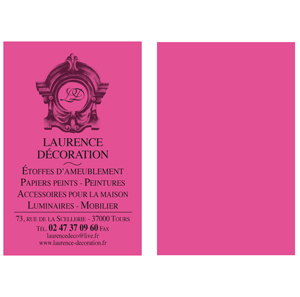 LD
LAURENCE
DÉCORATION
ÉTOFFES D'AMEUBLEMENT
PAPIERS PEINTS - PEINTURES
ACCESSOIRES POUR LA MAISON
LUMINAIRES - MOBILIER
73, RUE DE LA SCELLERIE - 37000 TOURS
TÉL. 02 47 37 09 60 FAX
laurencedeco@live.fr
www.laurence-decoration.fr